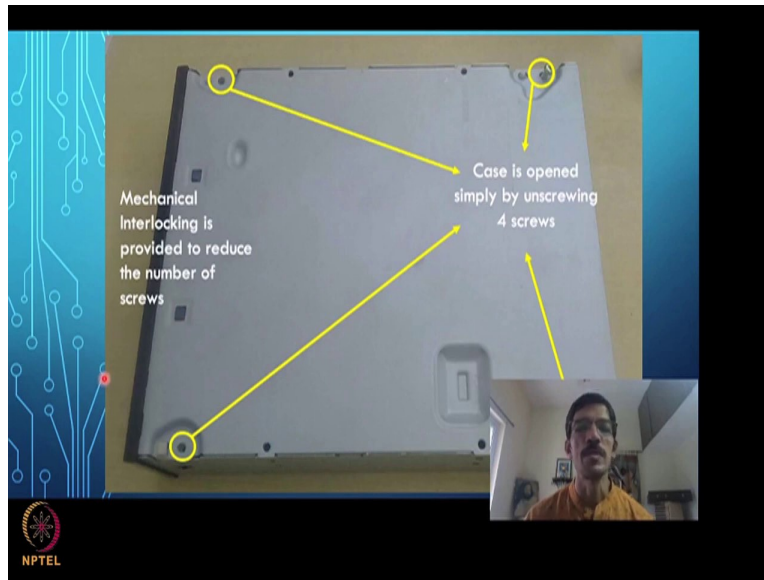 Case is opened
simply by unscrewing
4 screws
Mechanical
Interlocking is
provided to reduce
the number of
screws
NPTEL